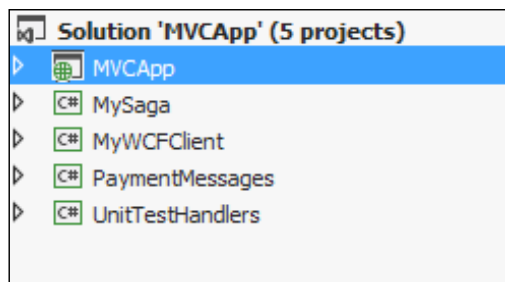 Solution 'MVCApp' (5 projects)
MVCApp
C# MySaga
C# MyWCFClient
C# PaymentMessages
C# UnitTestHandlers